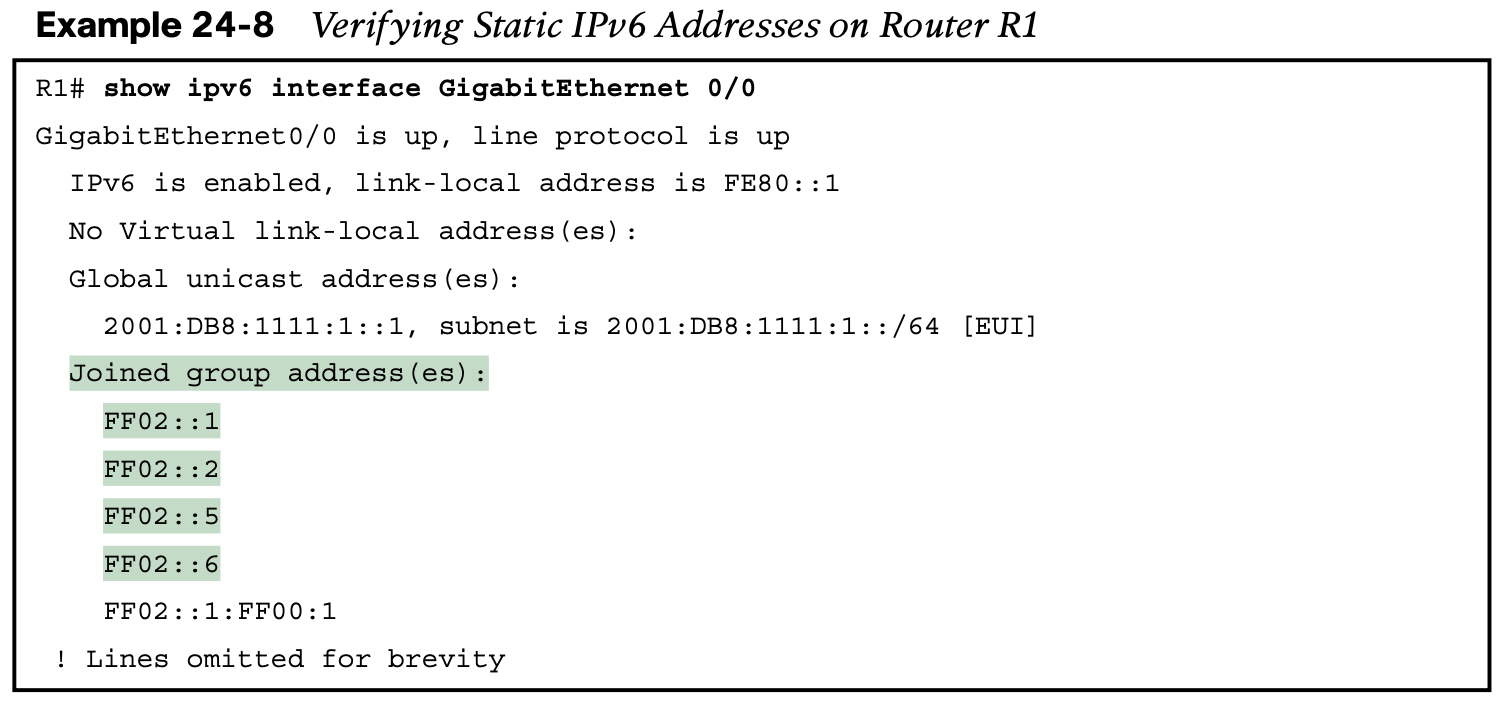 Example 24-8 Verifying Static IPv6 Addresses on Router R1
R1# show ipv6 interface GigabitEthernet 0/0
GigabitEthernet0/0 is up, line protocol is up
IPv6 is enabled, link-local address is FE80::1
No Virtual link-local address(es):
Global unicast address(es):
2001:DB8:1111:1::1, subnet is 2001:DB8:1111:1::/64 [EUI]
Joined group address(es):
FF02::1
FF02::2
FF02::5
FF02::6
FF02::1:FF00:1
! Lines omitted for brevity